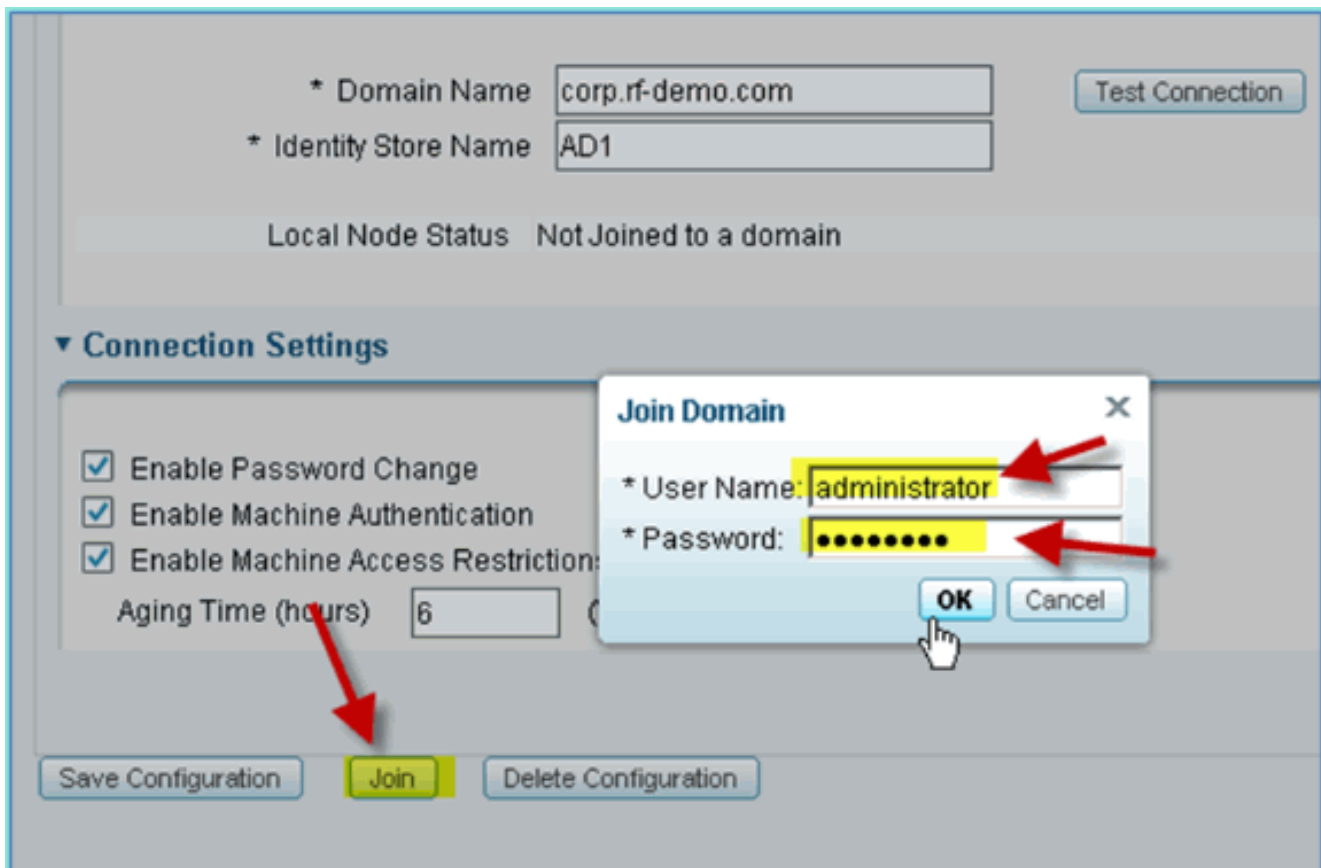 * Domain Name corp.rf-demo.com Test Connection
* Identity Store Name AD1
Local Node Status Not Joined to a domain
Connection Settings
Enable Password Change
Enable Machine Authentication
Enable Machine Access Restrictions
Aging Time (hours) 6 (
Join Domain
* User Name: administrator
* Password: ••••••••
OK Cancel
Save Configuration Join Delete Configuration